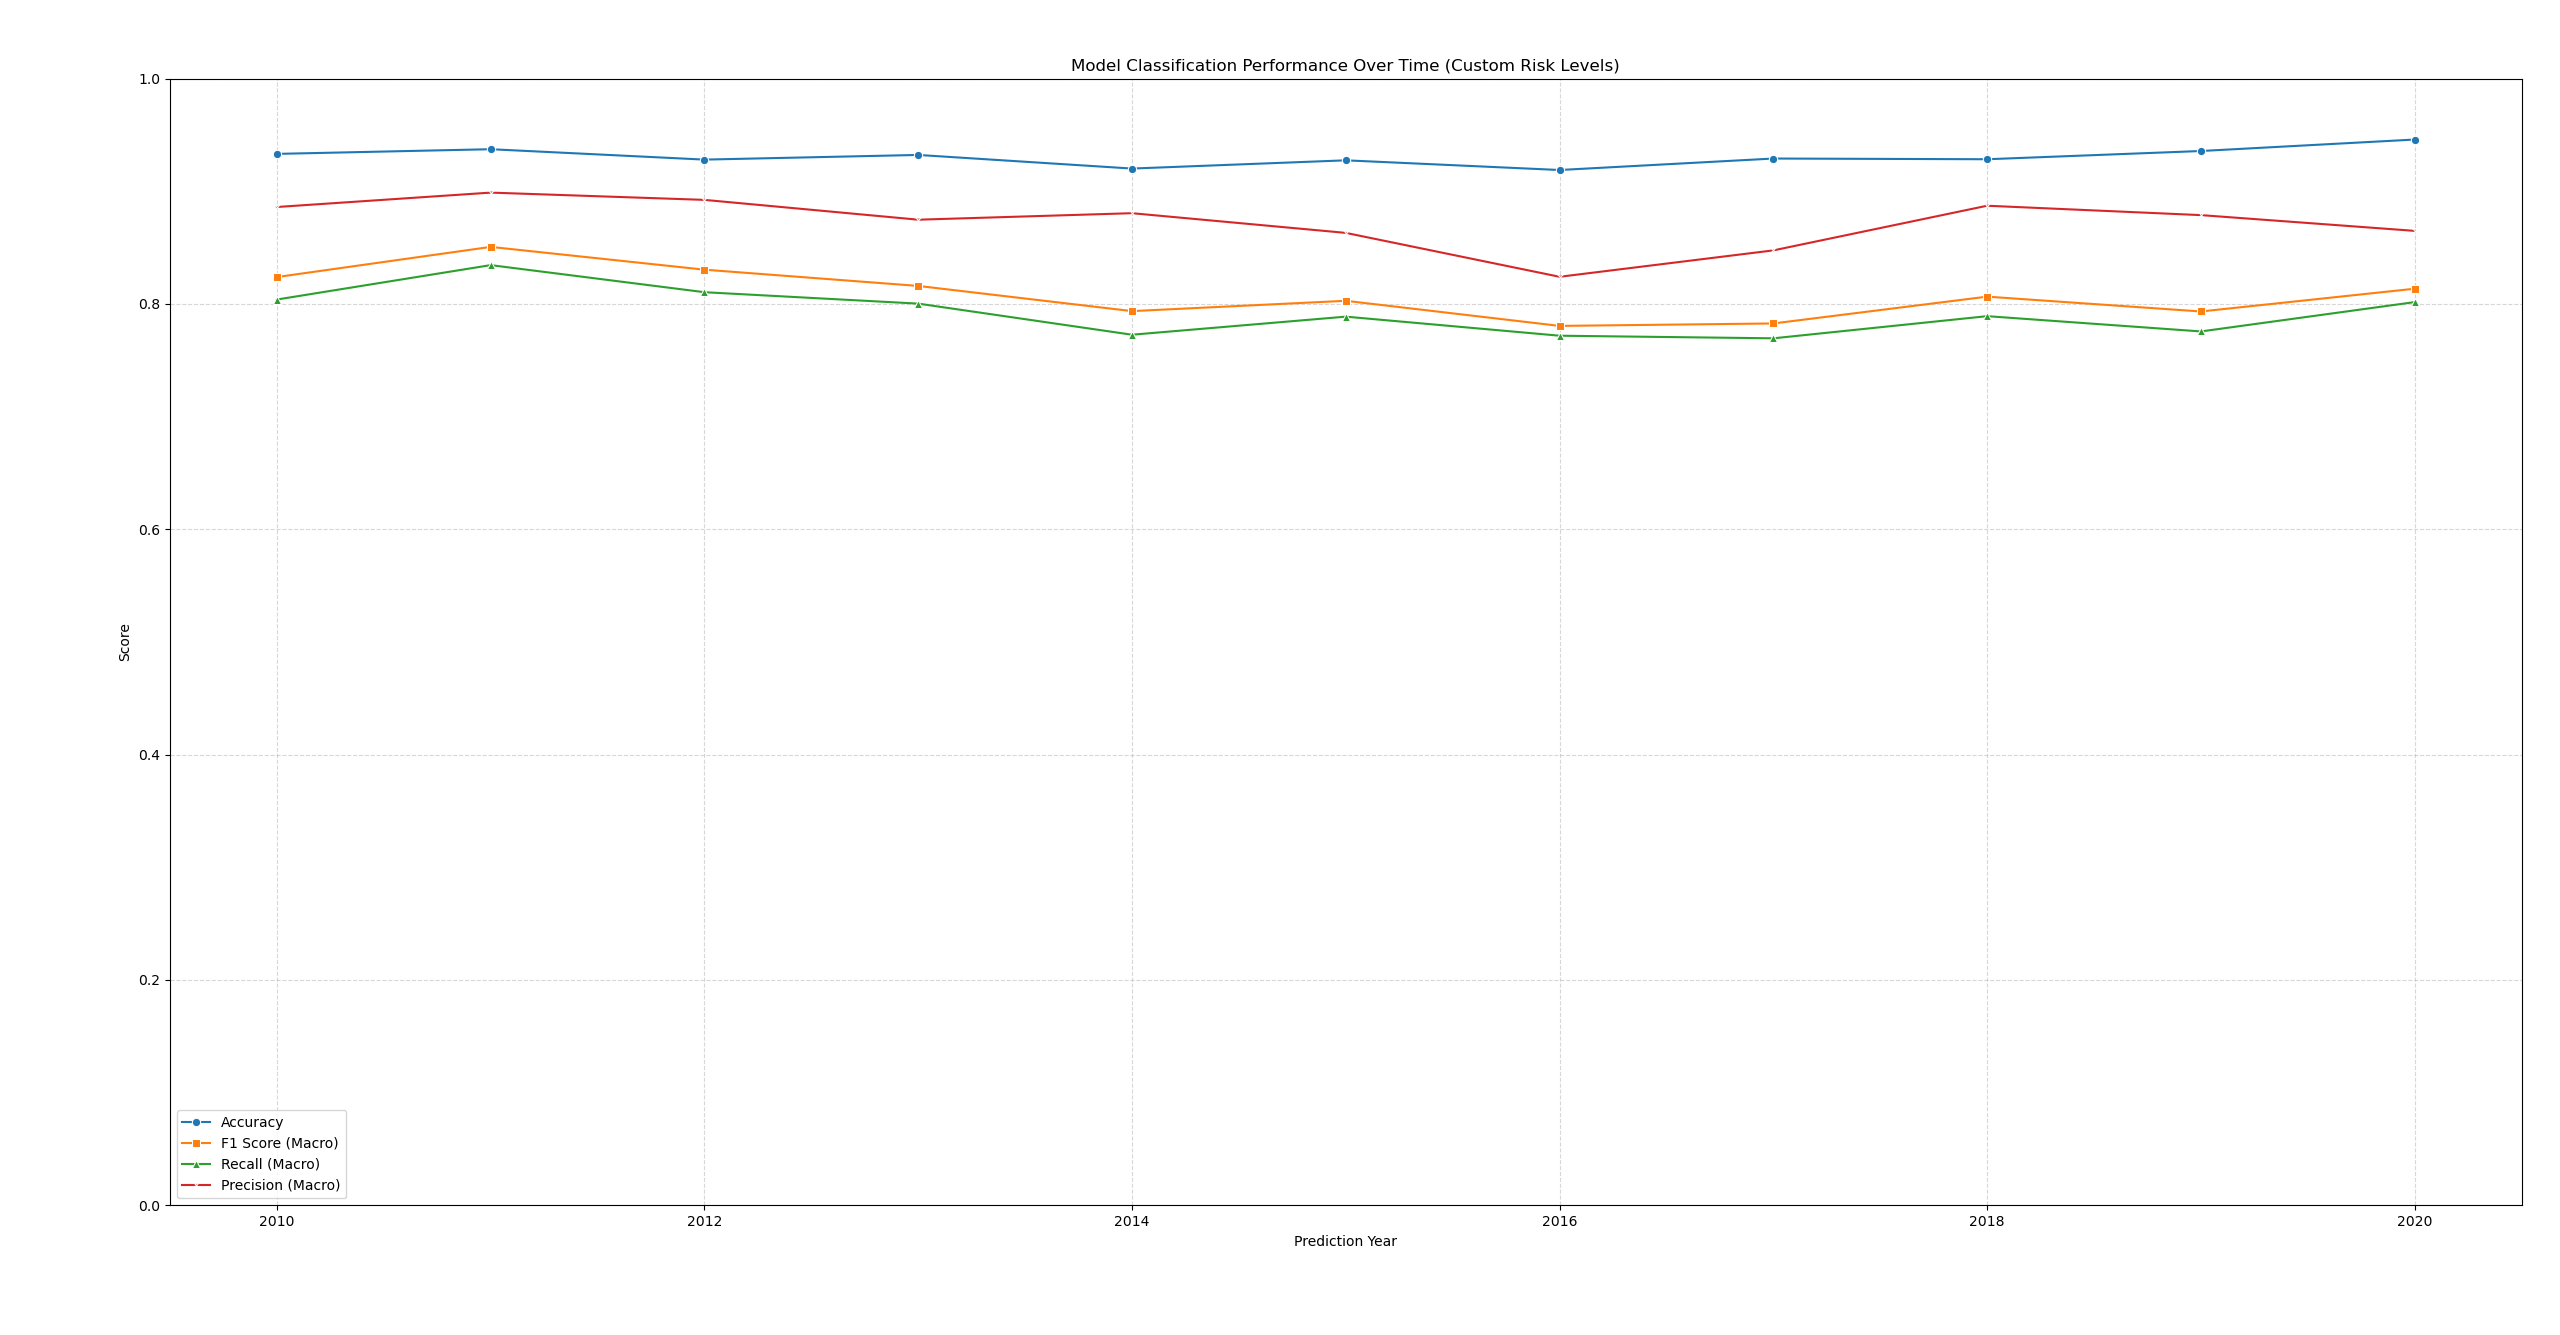 Model Classification Performance Over Time (Custom Risk Levels)
1.0
0.8
0.6
0.4
0.2
0.0
Score
Accuracy
F1 Score (Macro)
Recall (Macro)
Precision (Macro)
2010 2012 2014 2016 2018 2020
Prediction Year